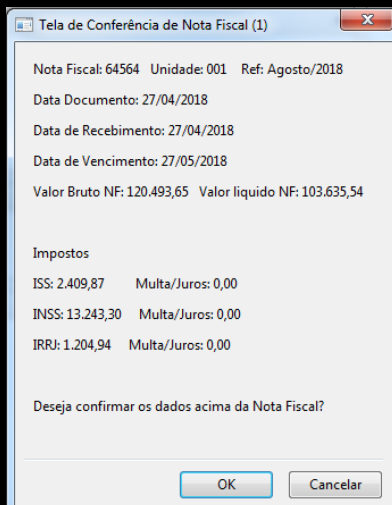 Tela de Conferência de Nota Fiscal (1)
Nota Fiscal: 64564 Unidade: 001 Ref: Agosto/2018
Data Documento: 27/04/2018
Data de Recebimento: 27/04/2018
Data de Vencimento: 27/05/2018
Valor Bruto NF: 120.493,65 Valor liquido NF: 103.635,54
Impostos
ISS: 2.409,87 Multa/Juros: 0,00
INSS: 13.243,30 Multa/Juros: 0,00
IRRJ: 1.204,94 Multa/Juros: 0,00
Deseja confirmar os dados acima da Nota Fiscal?
OK Cancelar